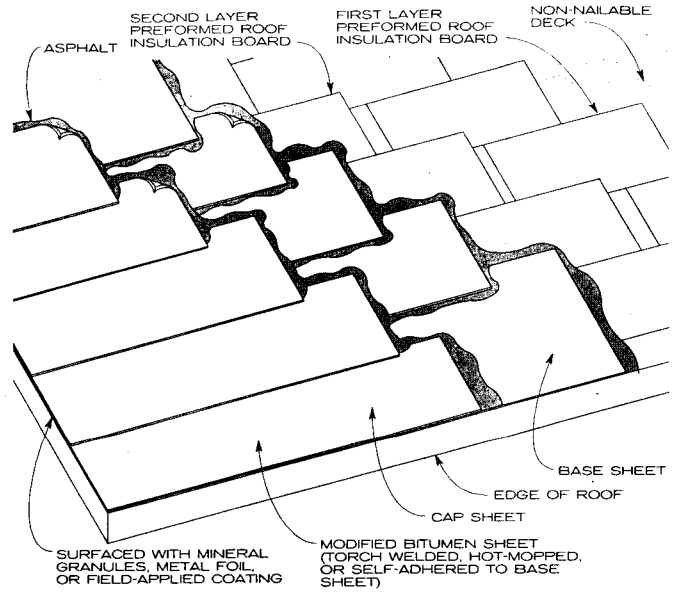 SECOND LAYER
PREFORMED ROOF
INSULATION BOARD
FIRST LAYER
PREFORMED ROOF
INSULATION BOARD
NON-NAILABLE
DECK
ASPHALT
BASE SHEET
EDGE OF ROOF
CAP SHEET
SURFACED WITH MINERAL
GRANULES, METAL FOIL,
OR FIELD-APPLIED COATING
MODIFIED BITUMEN SHEET
(TORCH WELDED, HOT-MOPPED,
OR SELF-ADHERED TO BASE
SHEET)